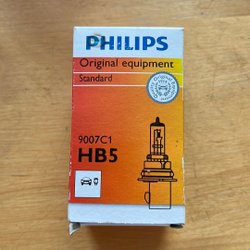 PHILIPS
Original equipment
Standard
9007C1
HB5